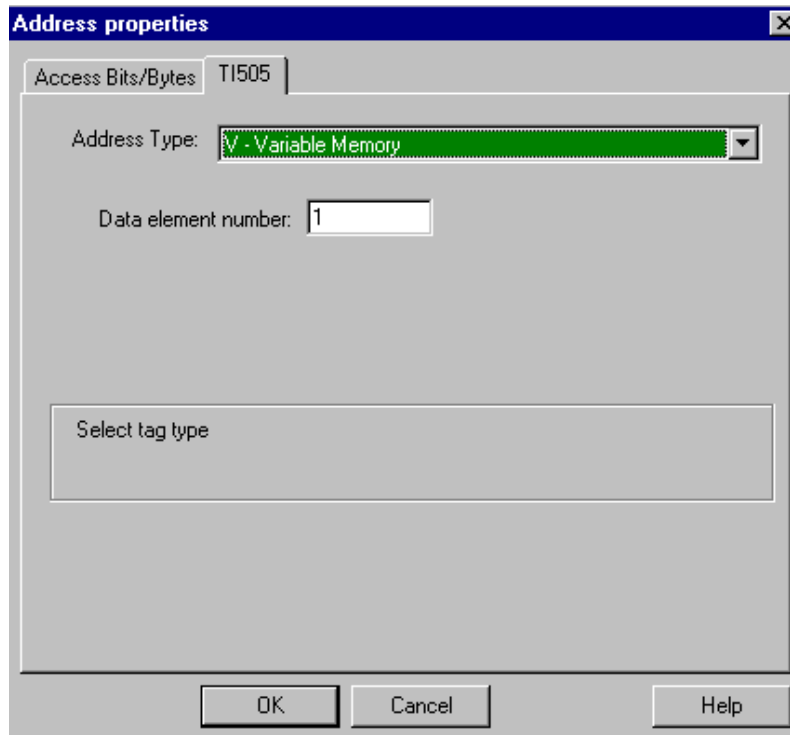 Address properties
Access Bits/Bytes TI505
Address Type: V - Variable Memory
Data element number: 1
Select tag type
OK Cancel Help